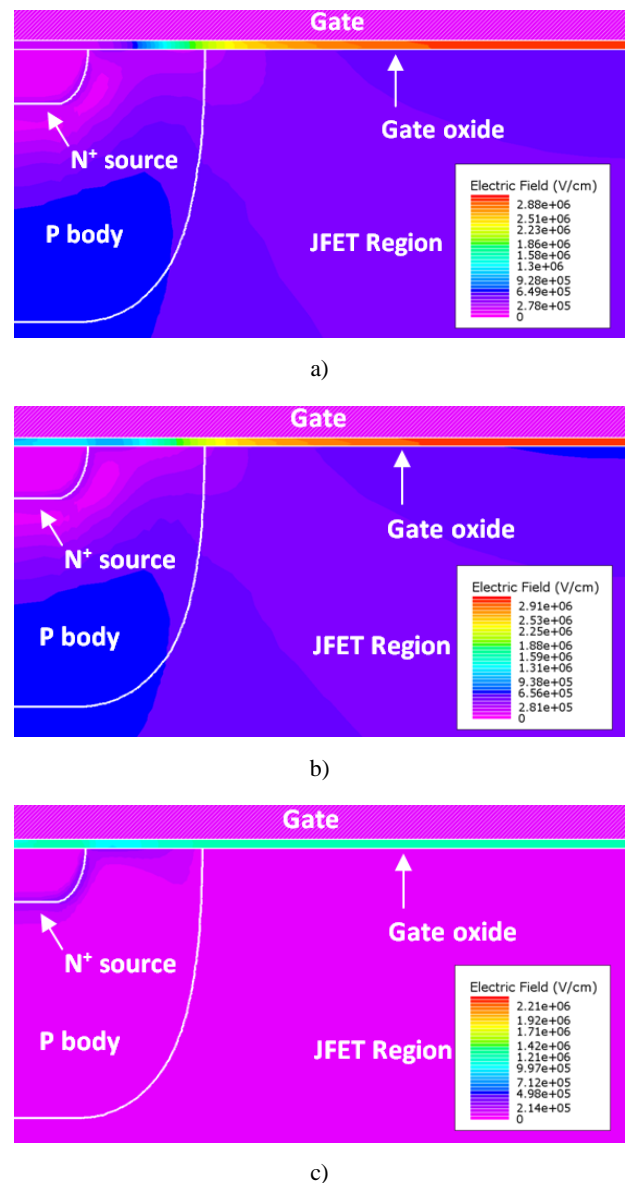 Gate
Gate oxide
N+ source
P body
JFET Region
Electric Field (V/cm)
2.88e+06
2.51e+06
2.23e+06
1.86e+06
1.58e+06
1.3e+06
9.28e+05
6.49e+05
2.78e+05
0
a)
Gate
Gate oxide
N+ source
P body
JFET Region
Electric Field (V/cm)
2.91e+06
2.53e+06
2.25e+06
1.88e+06
1.59e+06
1.31e+06
9.38e+05
6.56e+05
2.81e+05
0
b)
Gate
Gate oxide
N+ source
P body
JFET Region
Electric Field (V/cm)
2.21e+06
1.92e+06
1.71e+06
1.42e+06
1.21e+06
9.97e+05
7.12e+05
4.98e+05
2.14e+05
0
c)